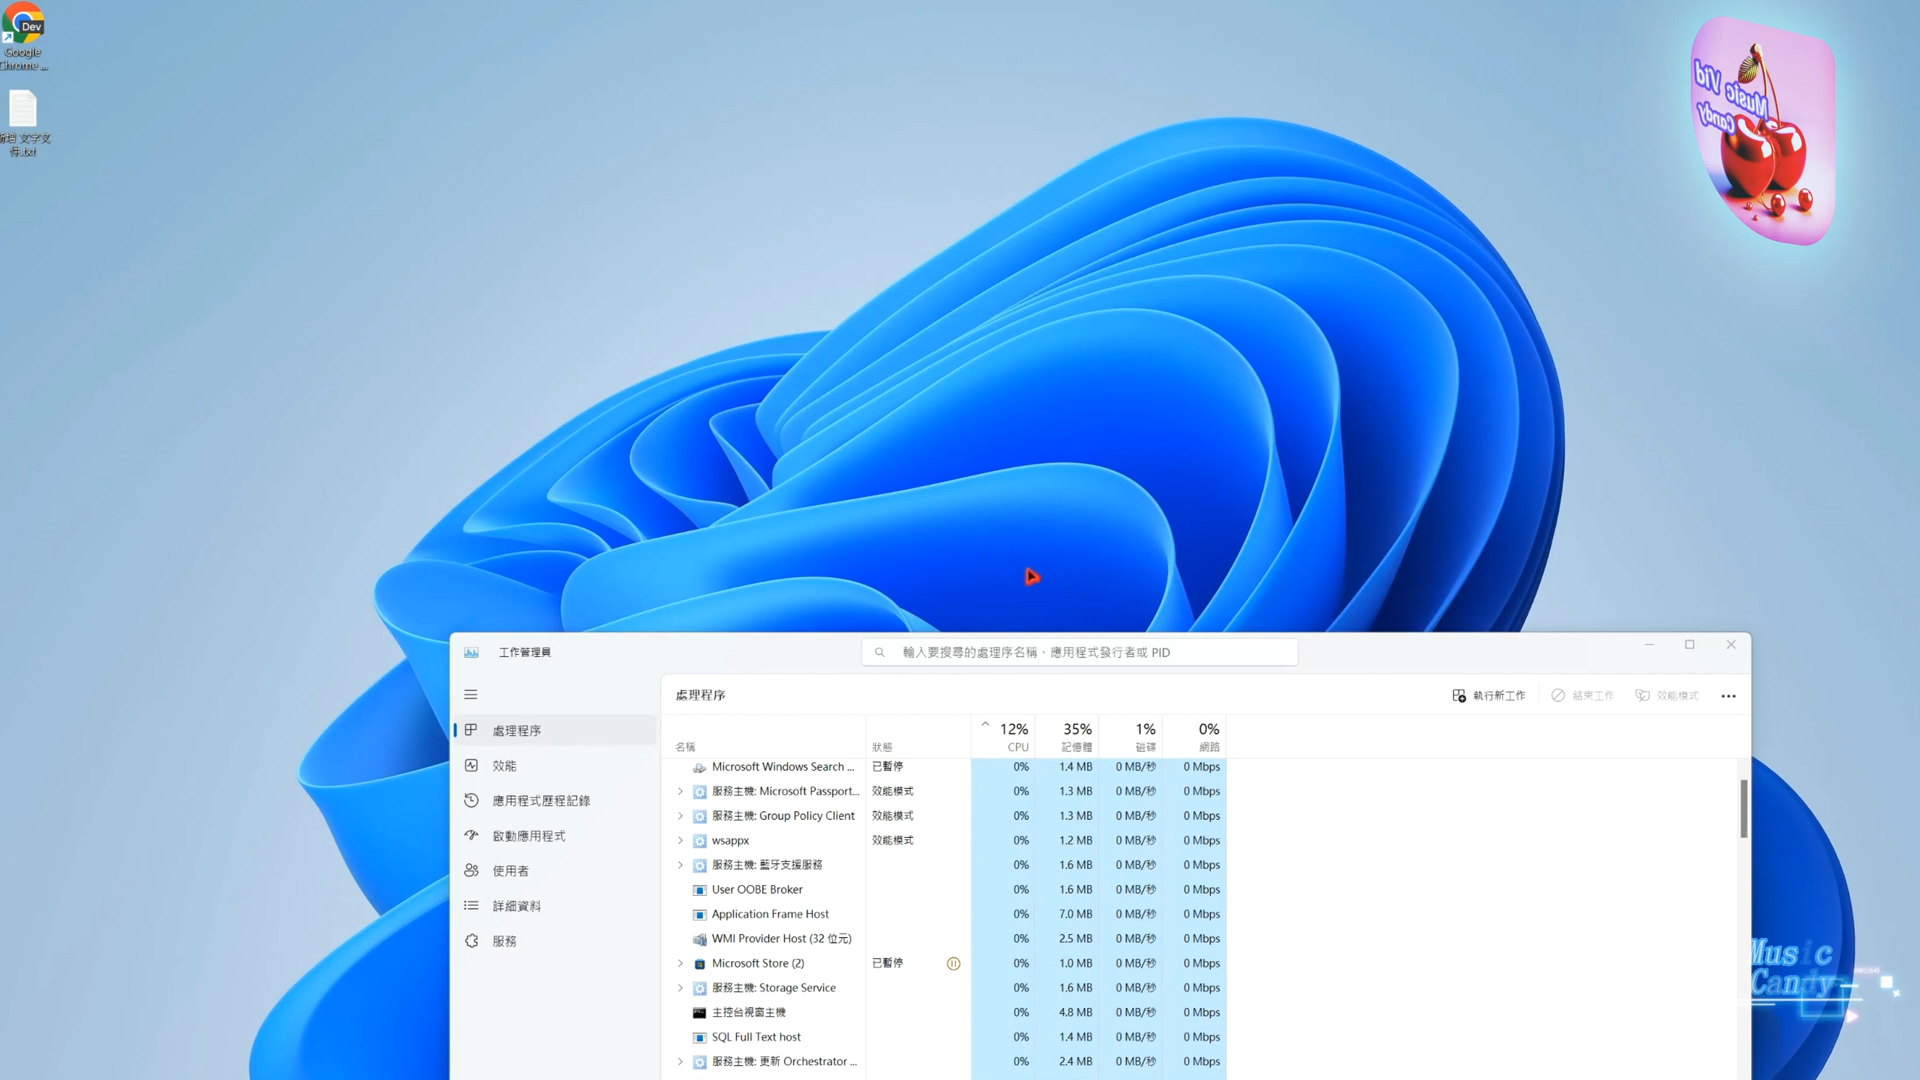 Dev
Google
Chrome ...
新增 文字文
件.txt
Music Vid
Candy
工作管理員
輸入要搜尋的處理序名稱、應用程式發行者或 PID
處理程序
效能
應用程式歷程記錄
啟動應用程式
使用者
詳細資料
服務
處理程序
執行新工作
結束工作
效能模式
12% 35% 1% 0%
名稱 狀態 CPU 記憶體 磁碟 網路
Microsoft Windows Search ... 已暫停 0% 1.4 MB 0 MB/秒 0 Mbps
服務主機: Microsoft Passport... 效能模式 0% 1.3 MB 0 MB/秒 0 Mbps
服務主機: Group Policy Client 效能模式 0% 1.3 MB 0 MB/秒 0 Mbps
wsappx 效能模式 0% 1.2 MB 0 MB/秒 0 Mbps
服務主機: 藍牙支援服務 0% 1.6 MB 0 MB/秒 0 Mbps
User OOBE Broker 0% 1.6 MB 0 MB/秒 0 Mbps
Application Frame Host 0% 7.0 MB 0 MB/秒 0 Mbps
WMI Provider Host (32 位元) 0% 2.5 MB 0 MB/秒 0 Mbps
Microsoft Store (2) 已暫停 0% 1.0 MB 0 MB/秒 0 Mbps
服務主機: Storage Service 0% 1.6 MB 0 MB/秒 0 Mbps
主控台視窗主機 0% 4.8 MB 0 MB/秒 0 Mbps
SQL Full Text host 0% 1.4 MB 0 MB/秒 0 Mbps
服務主機: 更新 Orchestrator ... 0% 2.4 MB 0 MB/秒 0 Mbps
Music
Candy